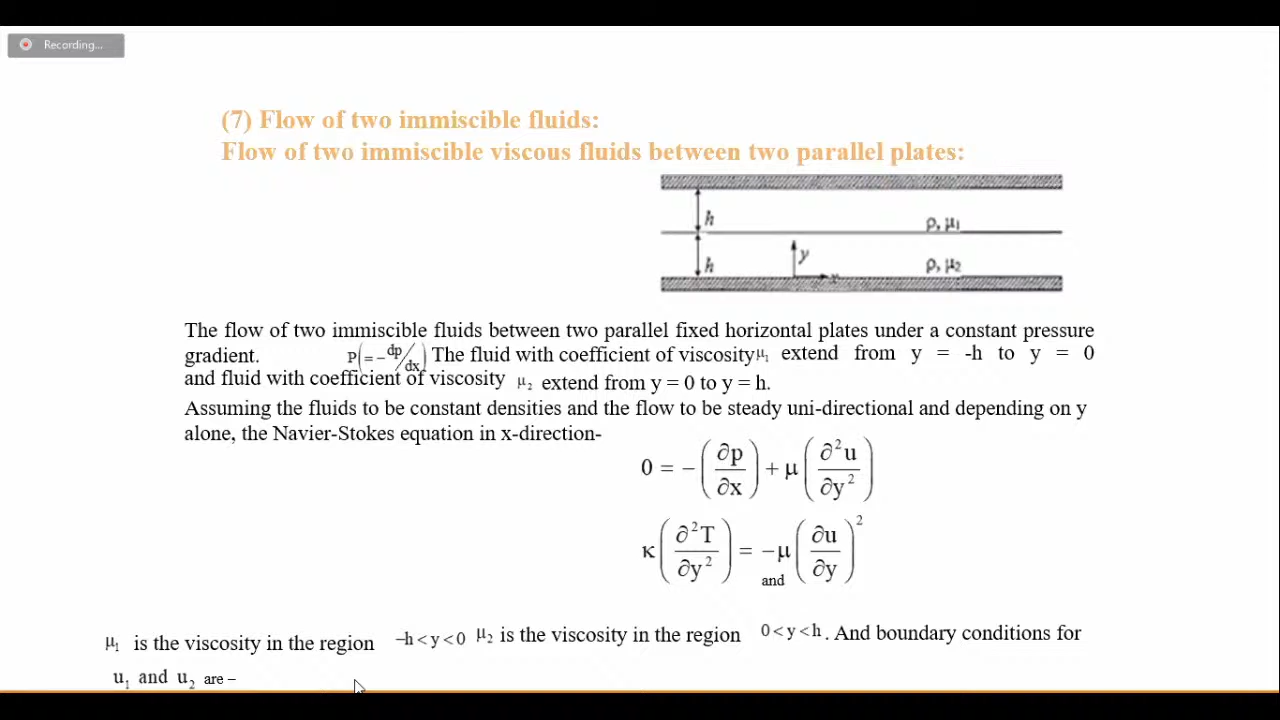 Recording...
(7) Flow of two immiscible fluids:
Flow of two immiscible viscous fluids between two parallel plates:
h
ρ, μ₁
y
h
x
ρ, μ₂
The flow of two immiscible fluids between two parallel fixed horizontal plates under a constant pressure
gradient. P(= −dp/dx) The fluid with coefficient of viscosity μ₁ extend from y = -h to y = 0
and fluid with coefficient of viscosity μ₂ extend from y = 0 to y = h.
Assuming the fluids to be constant densities and the flow to be steady uni-directional and depending on y
alone, the Navier-Stokes equation in x-direction-
0 = −(∂p/∂x) + μ(∂²u/∂y²)
κ(∂²T/∂y²) = −μ(∂u/∂y)²
and
μ₁ is the viscosity in the region −h < y < 0 μ₂ is the viscosity in the region 0 < y < h. And boundary conditions for
u₁ and u₂ are –